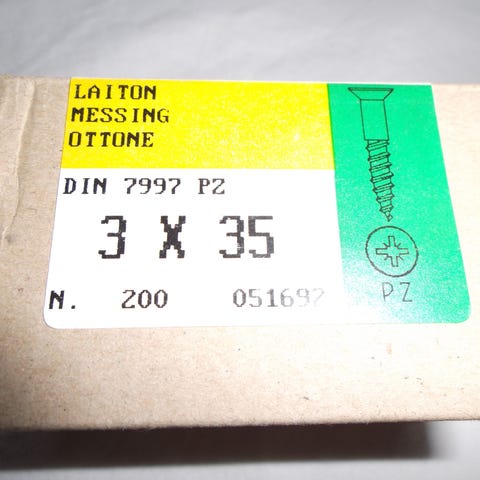 LAITON
MESSING
OTTONE
DIN 7997 PZ
3 X 35
N. 200 051692
PZ